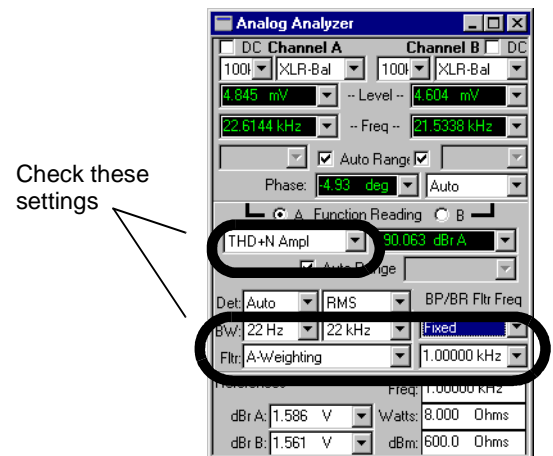 Analog Analyzer
DC Channel A Channel B DC
XLR-Bal XLR-Bal
4.845 mV -- Level -- 4.604 mV
22.6144 kHz -- Freq -- 21.5338 kHz
Auto Range
Check these
settings
Phase: -4.93 deg Auto
A Function Reading B
THD+N Ampl 90.063 dBr A
Auto Range
Det: Auto RMS BP/BR Fltr Freq
BW: 22 Hz 22 kHz Fixed
Fltr: A-Weighting 1.00000 kHz
Freq: 1.00000 kHz
dBr A: 1.586 V Watts: 8.000 Ohms
dBr B: 1.561 V dBm: 600.0 Ohms